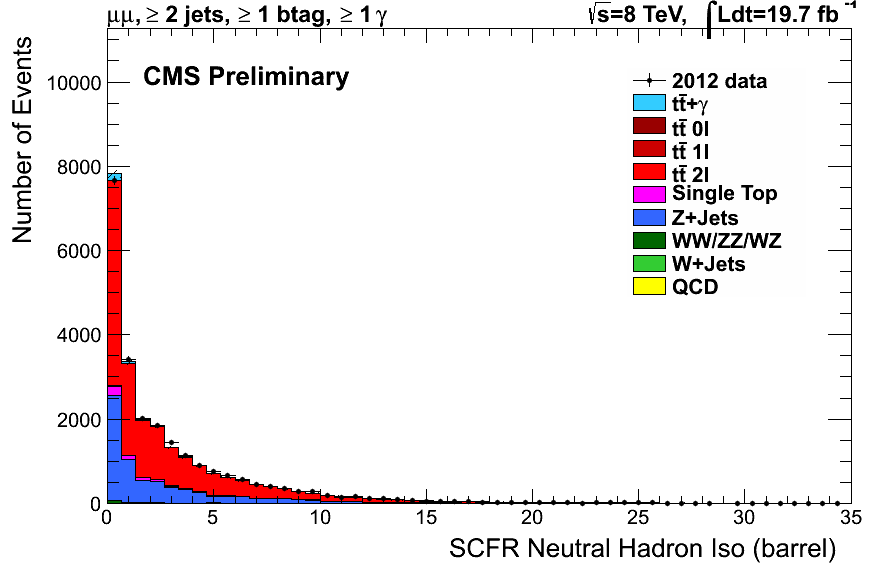 μμ, ≥ 2 jets, ≥ 1 btag, ≥ 1 γ
√s=8 TeV, ∫Ldt=19.7 fb⁻¹
CMS Preliminary
2012 data
tt̄+γ
tt̄ 0l
tt̄ 1l
tt̄ 2l
Single Top
Z+Jets
WW/ZZ/WZ
W+Jets
QCD
Number of Events
10000
8000
6000
4000
2000
0
0 5 10 15 20 25 30 35
SCFR Neutral Hadron Iso (barrel)